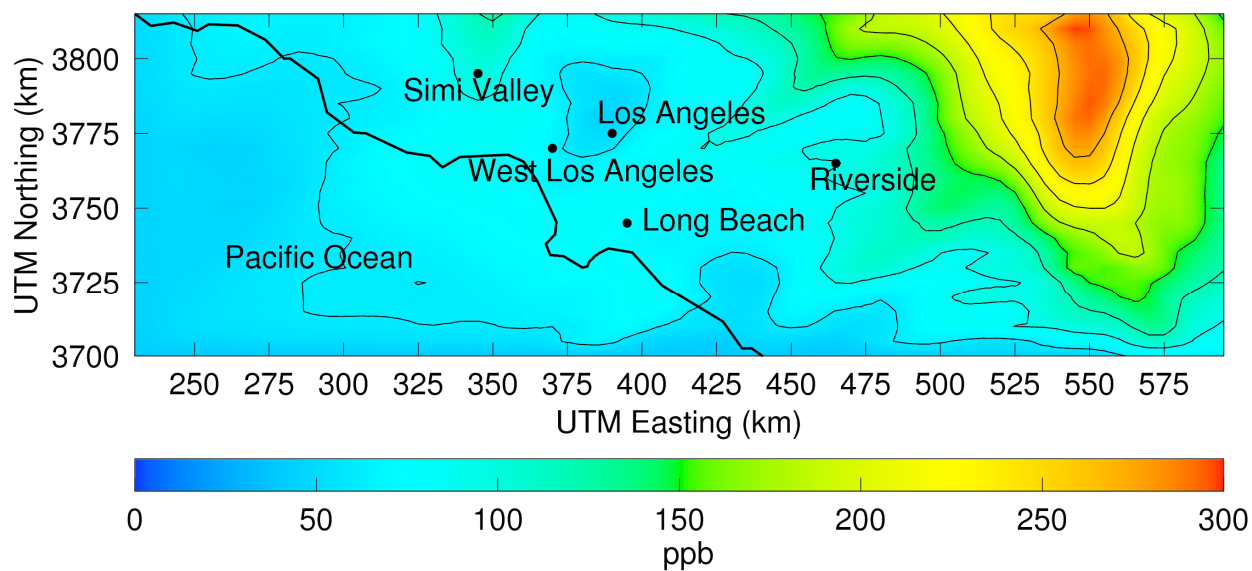 UTM Northing (km)
3800
3775
3750
3725
3700
Simi Valley
Los Angeles
West Los Angeles
Riverside
Long Beach
Pacific Ocean
250 275 300 325 350 375 400 425 450 475 500 525 550 575
UTM Easting (km)
0 50 100 150 200 250 300
ppb